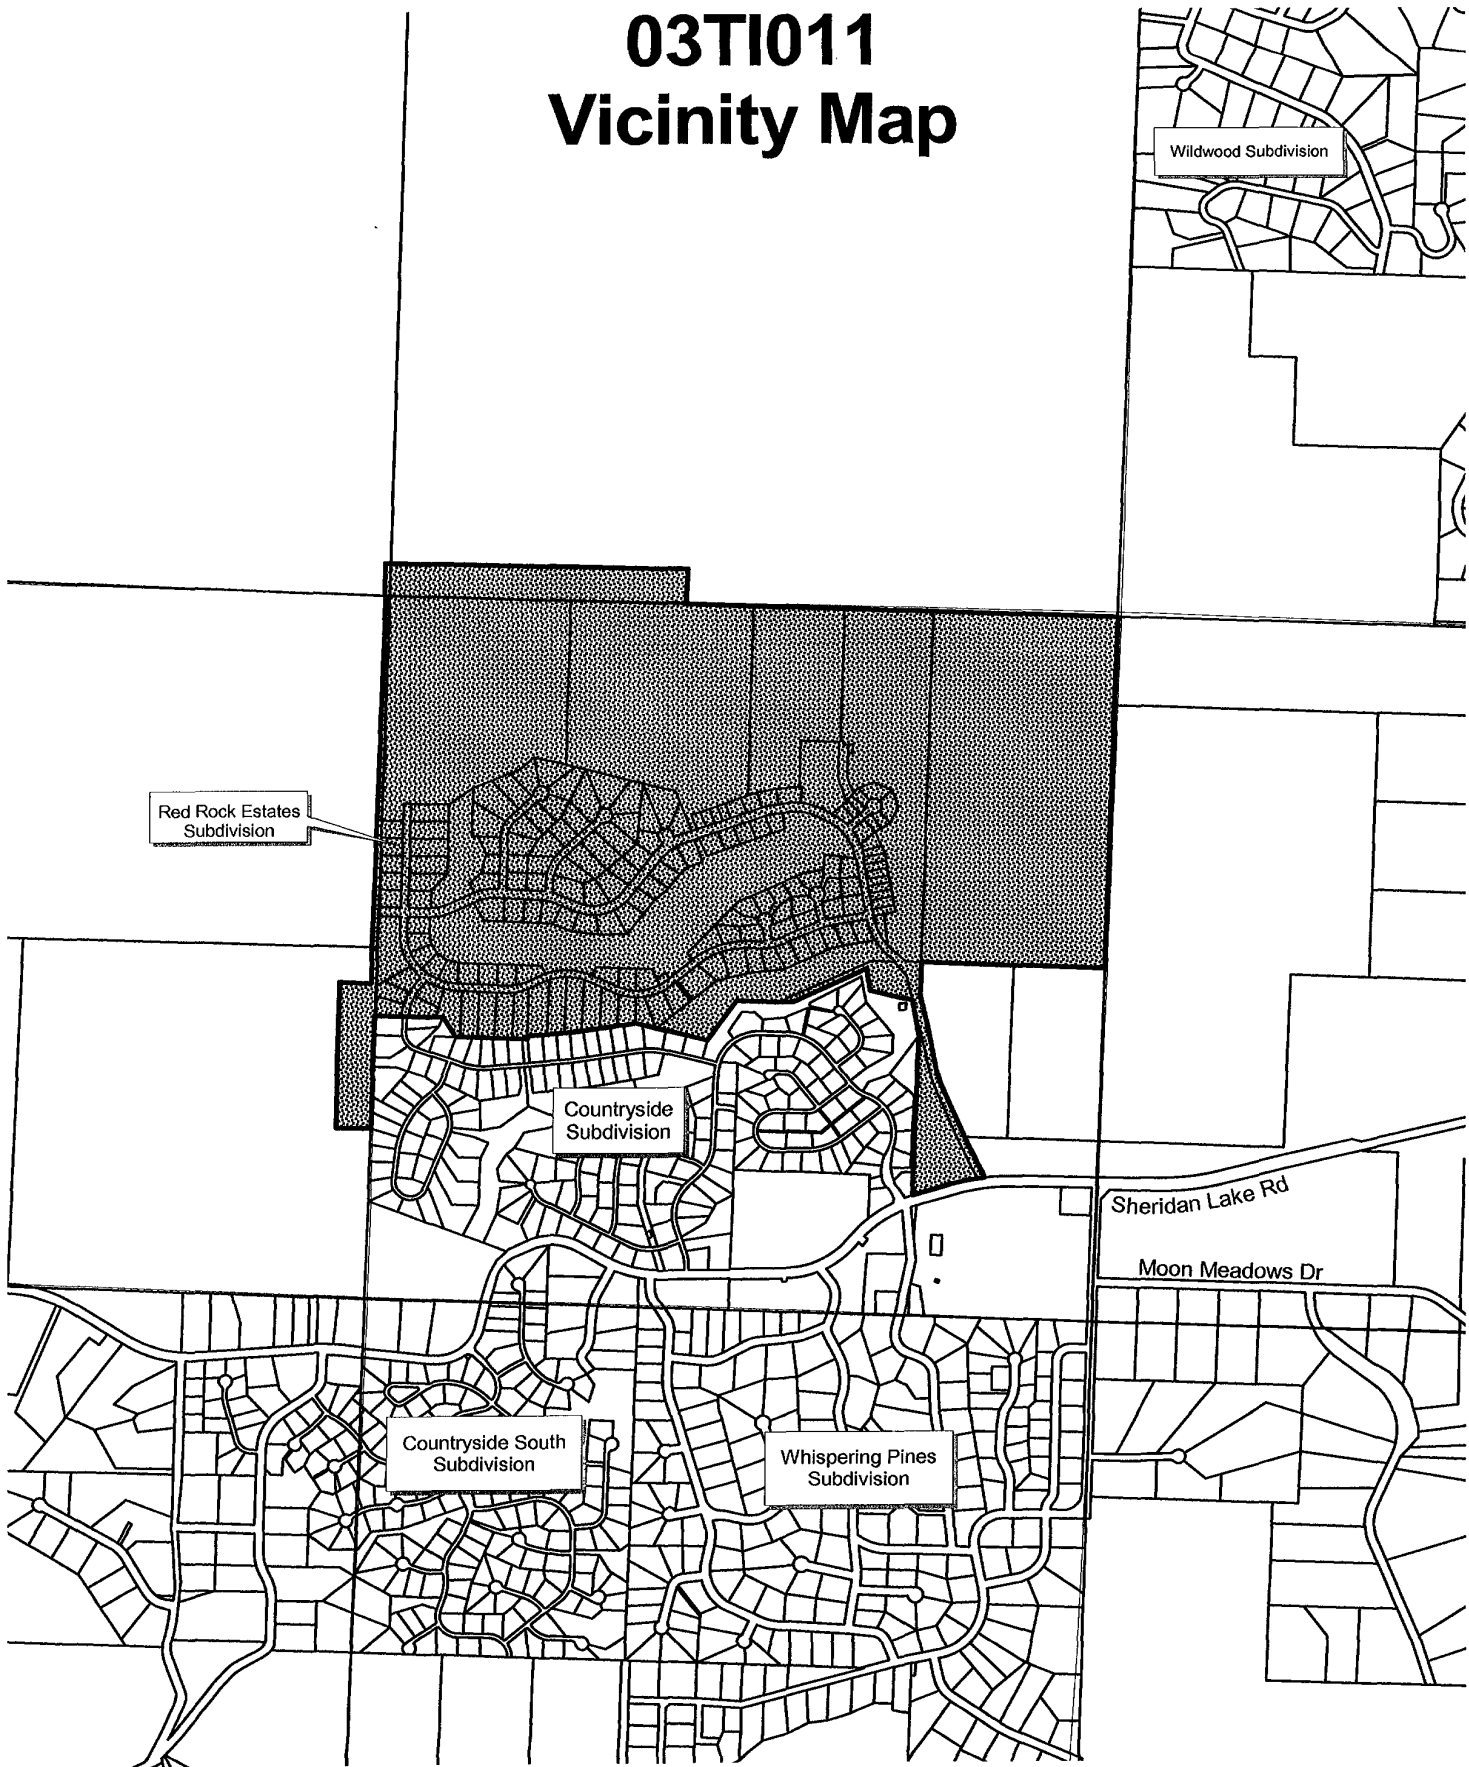 03TI011
Vicinity Map
Wildwood Subdivision
Red Rock Estates
Subdivision
Countryside
Subdivision
Sheridan Lake Rd
Moon Meadows Dr
Countryside South
Subdivision
Whispering Pines
Subdivision